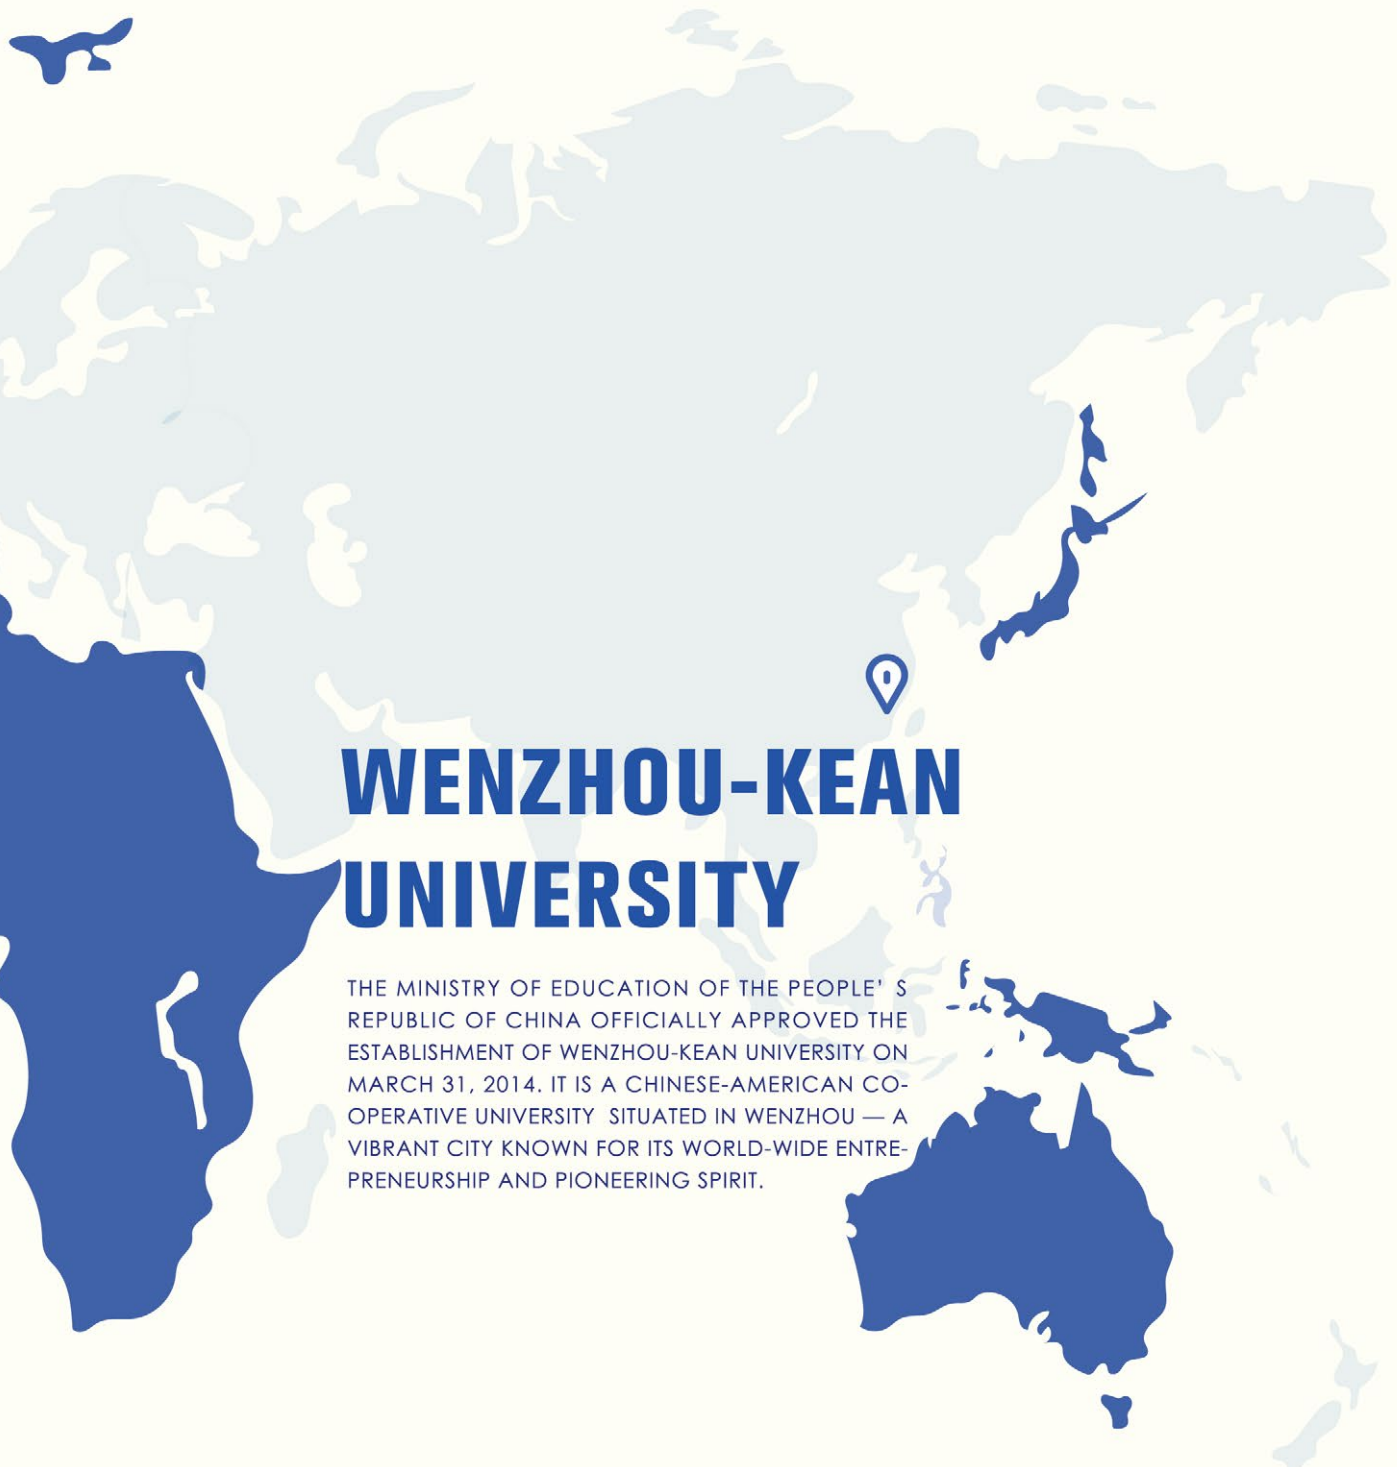 WENZHOU-KEAN
UNIVERSITY
THE MINISTRY OF EDUCATION OF THE PEOPLE’ S
REPUBLIC OF CHINA OFFICIALLY APPROVED THE
ESTABLISHMENT OF WENZHOU-KEAN UNIVERSITY ON
MARCH 31, 2014. IT IS A CHINESE-AMERICAN CO-
OPERATIVE UNIVERSITY  SITUATED IN WENZHOU — A
VIBRANT CITY KNOWN FOR ITS WORLD-WIDE ENTRE-
PRENEURSHIP AND PIONEERING SPIRIT.